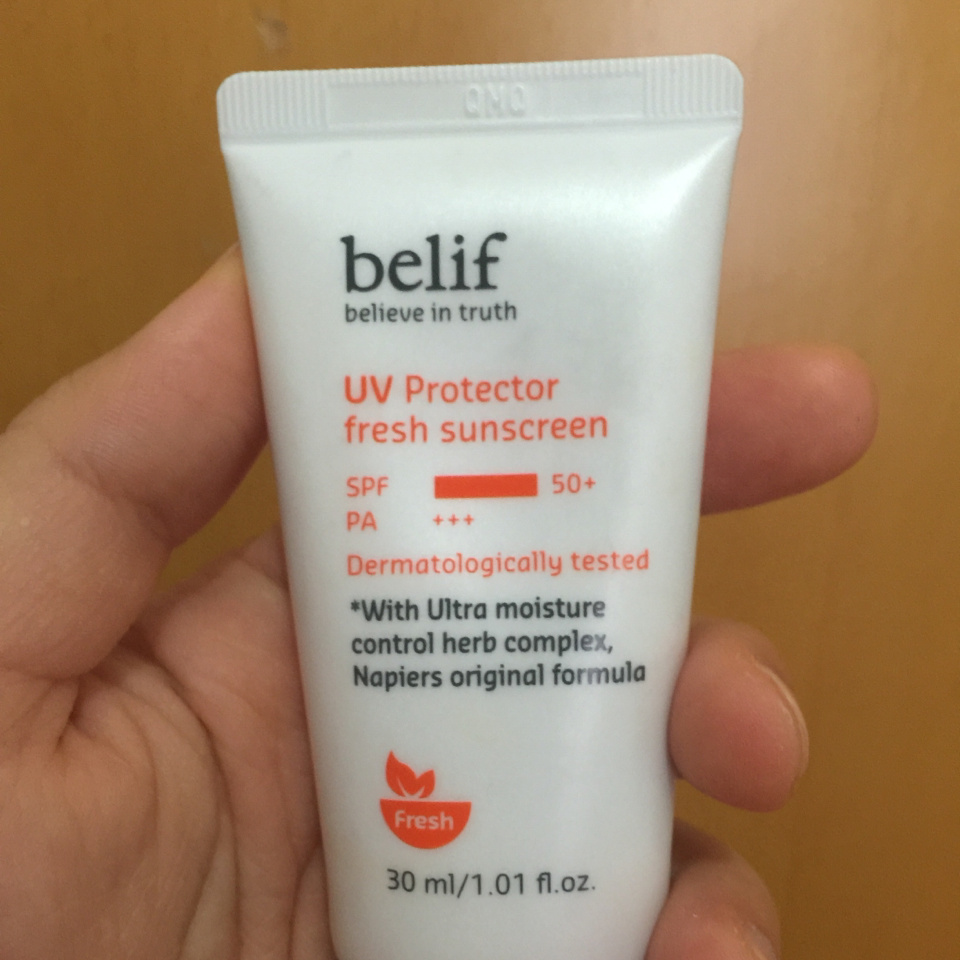 QMQ
belif
believe in truth
UV Protector
fresh sunscreen
SPF 50+
PA +++
Dermatologically tested
*With Ultra moisture
control herb complex,
Napiers original formula
Fresh
30 ml/1.01 fl.oz.